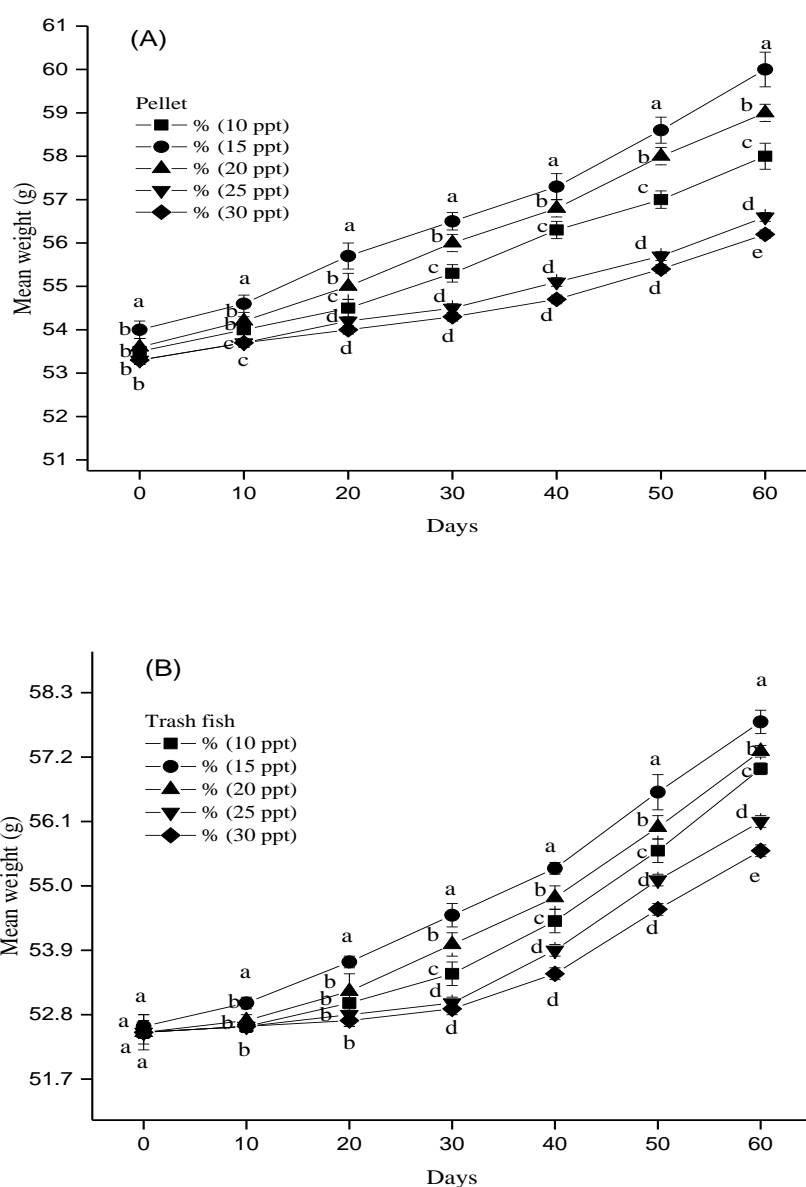 (A)
61
60
59
58
57
56
55
54
53
52
51
Mean weight (g)
Pellet
% (10 ppt)
% (15 ppt)
% (20 ppt)
% (25 ppt)
% (30 ppt)
a a a a a a a
b b b b b b b
b b c c c c c
b c d d d d d
b c d d d d e
0 10 20 30 40 50 60
Days
(B)
58.3
57.2
56.1
55.0
53.9
52.8
51.7
Mean weight (g)
Trash fish
% (10 ppt)
% (15 ppt)
% (20 ppt)
% (25 ppt)
% (30 ppt)
a a a a a a a
a b b b b b b
a b b c c c c
a b b d d d d
d d d e
0 10 20 30 40 50 60
Days